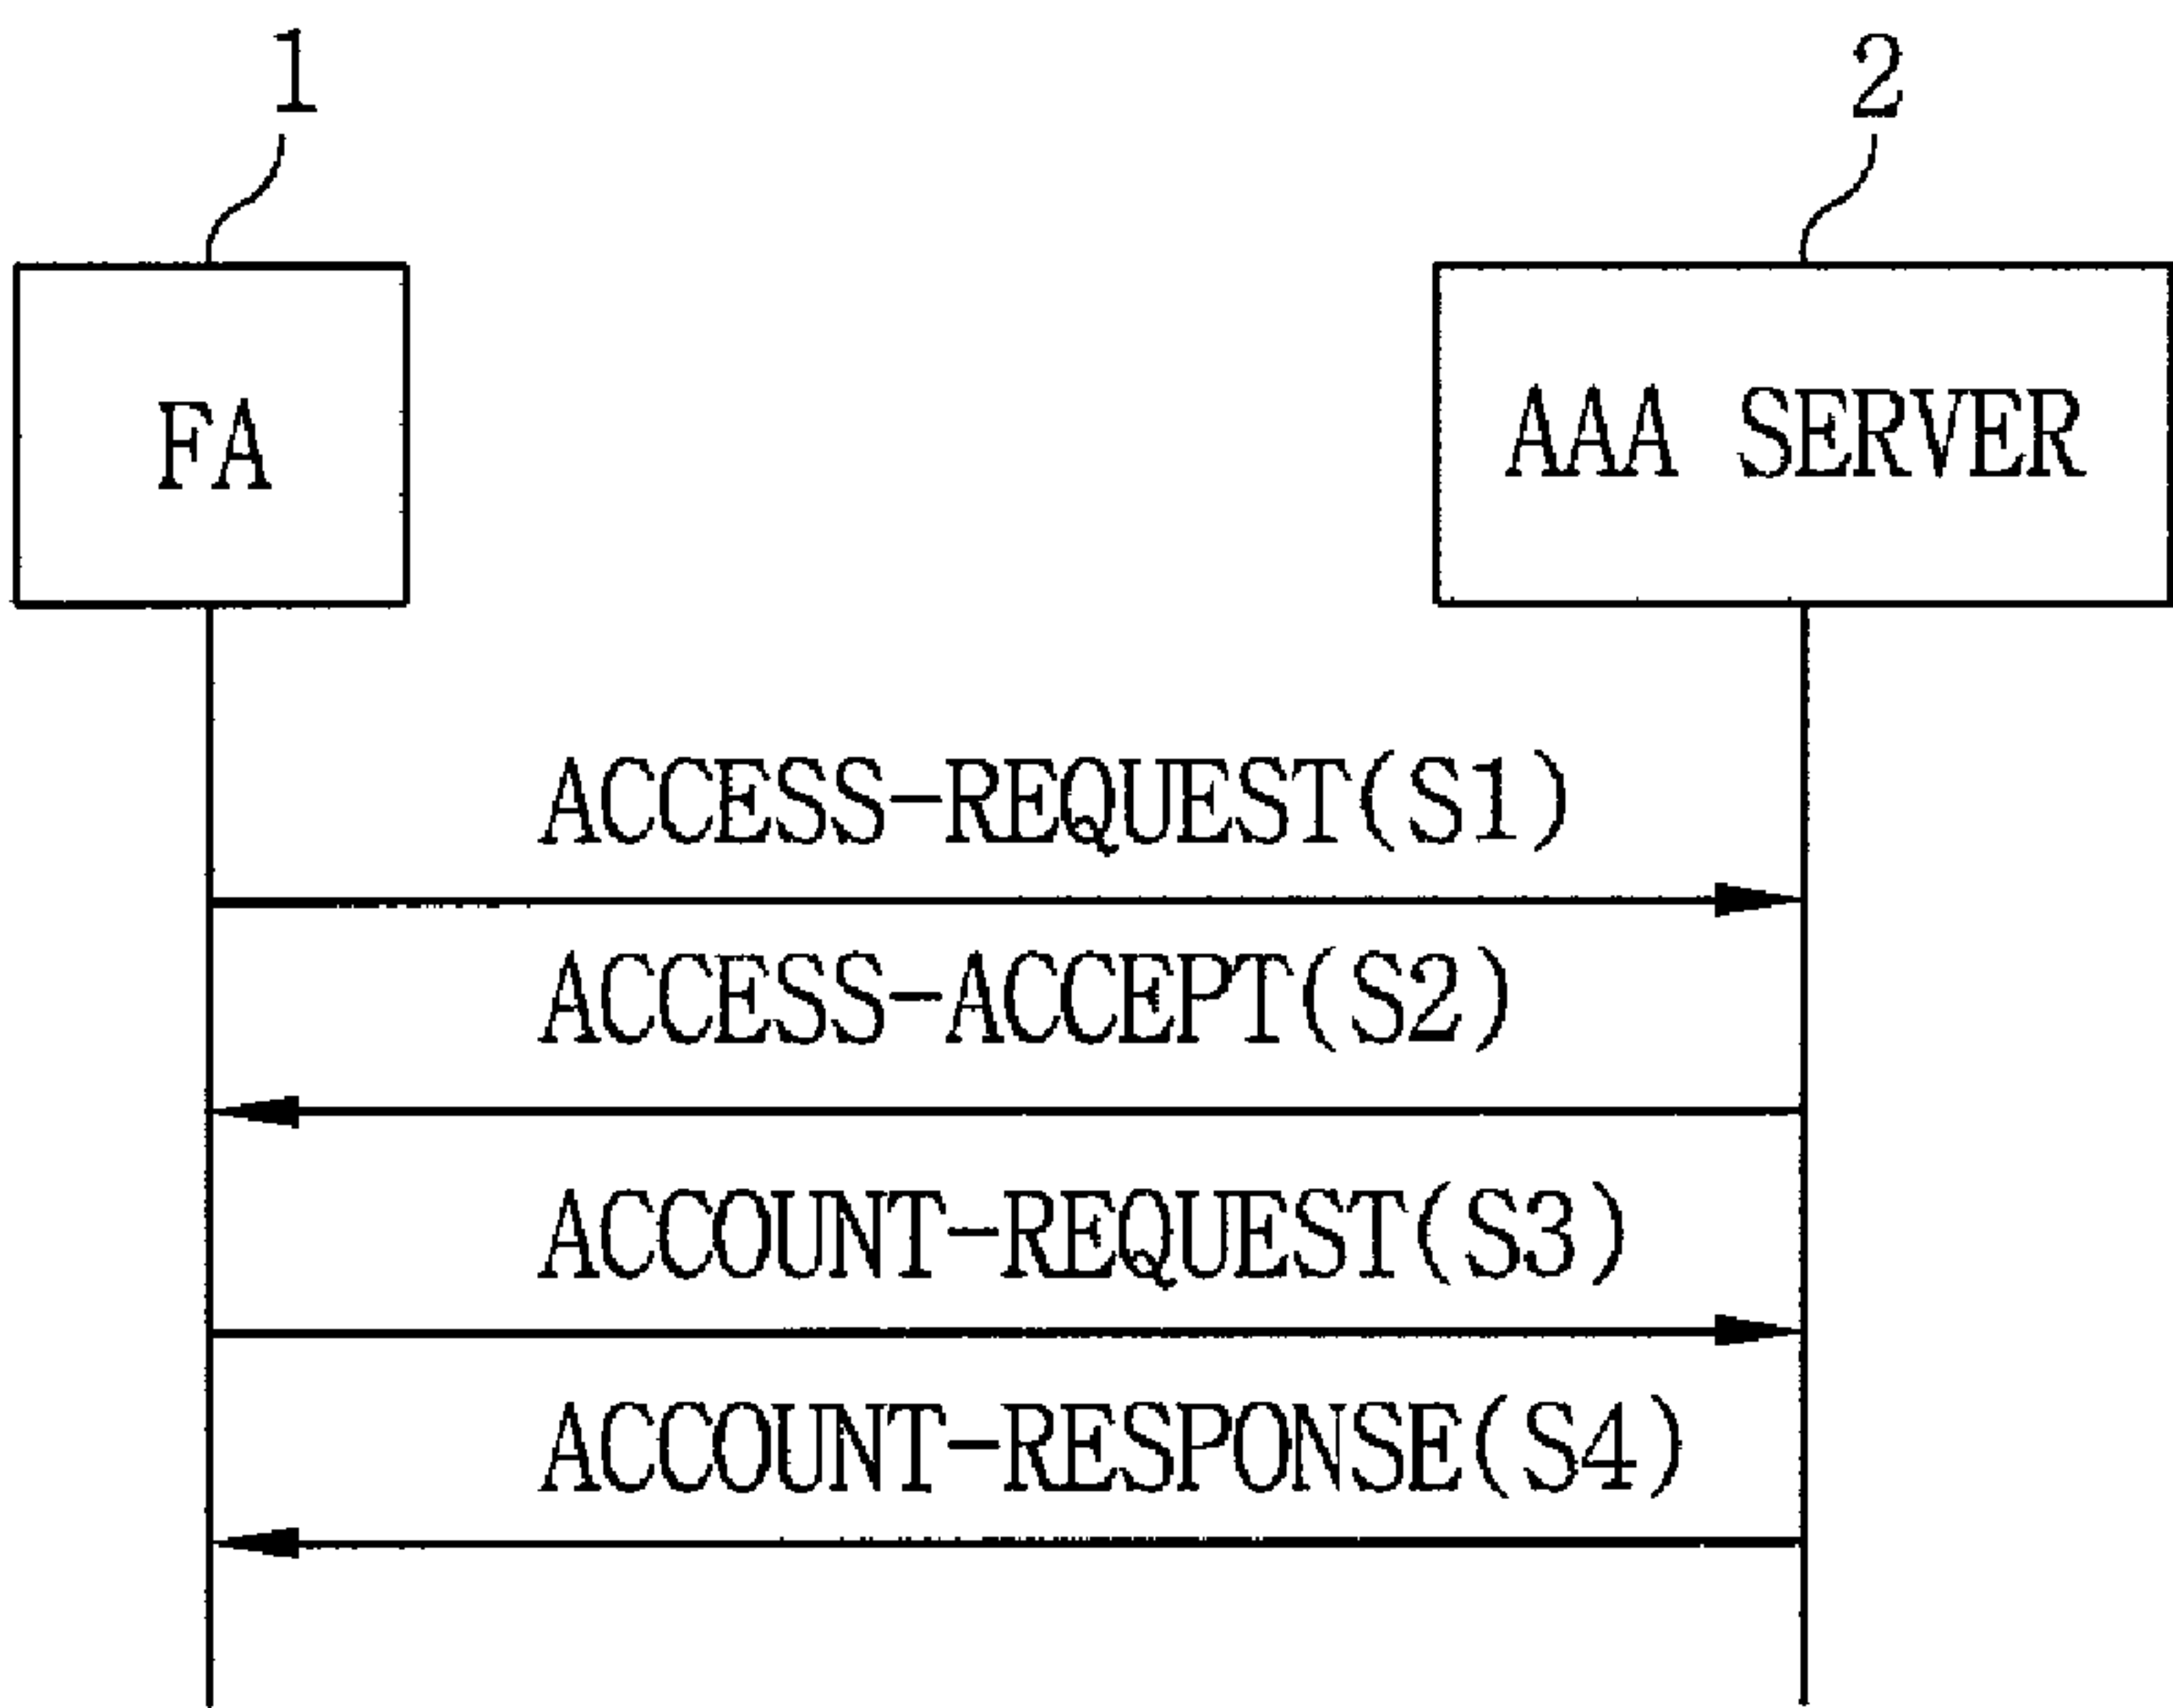 1
2
FA
AAA SERVER
ACCESS-REQUEST(S1)
ACCESS-ACCEPT(S2)
ACCOUNT-REQUEST(S3)
ACCOUNT-RESPONSE(S4)